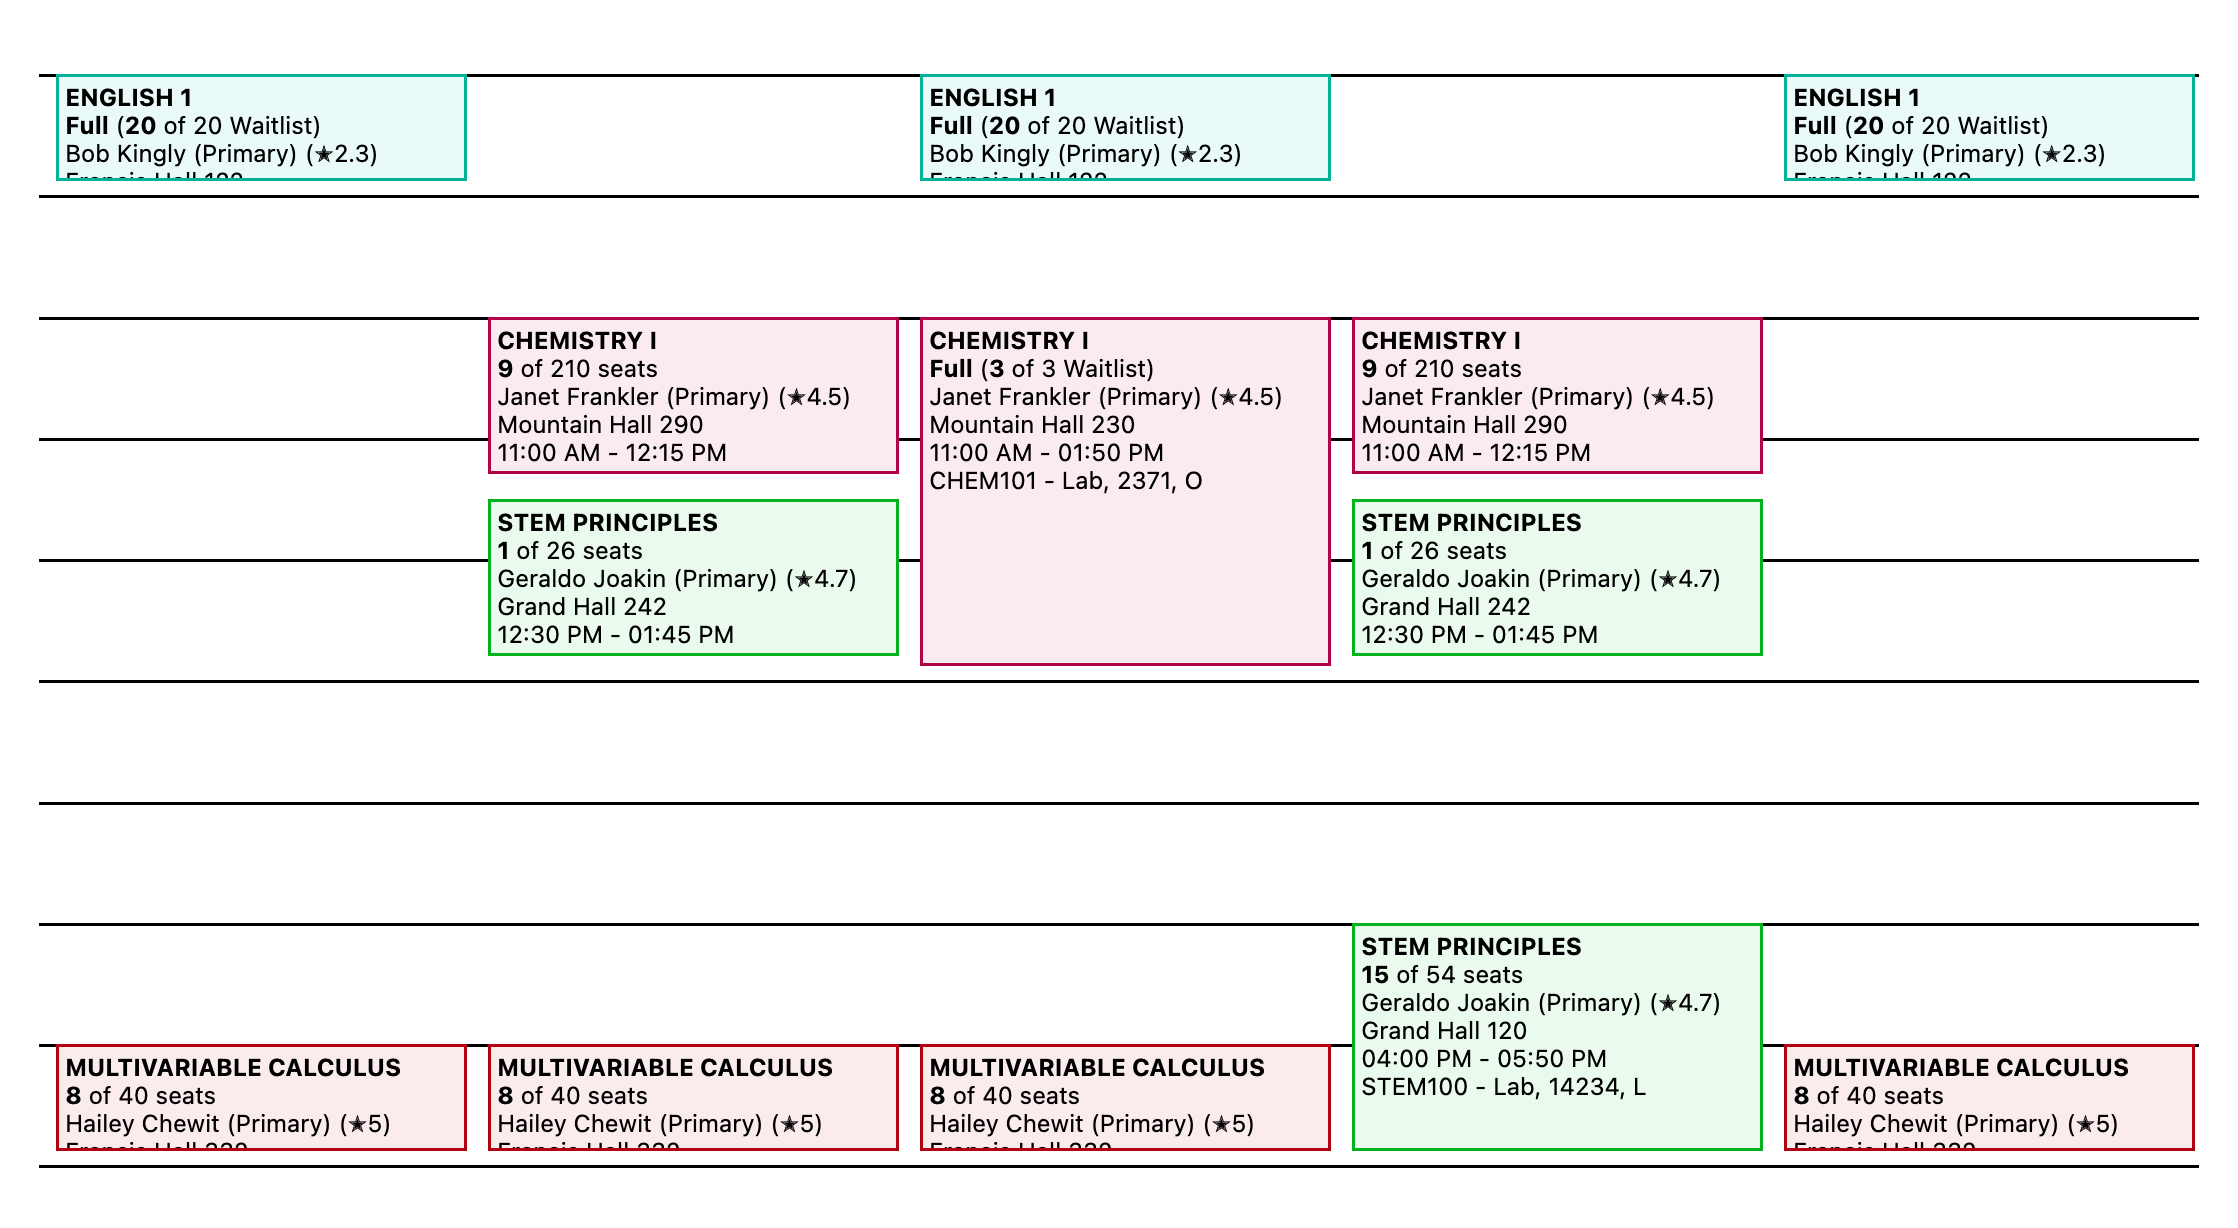 ENGLISH 1
Full (20 of 20 Waitlist)
Bob Kingly (Primary) (★2.3)
ENGLISH 1
Full (20 of 20 Waitlist)
Bob Kingly (Primary) (★2.3)
ENGLISH 1
Full (20 of 20 Waitlist)
Bob Kingly (Primary) (★2.3)
CHEMISTRY I
9 of 210 seats
Janet Frankler (Primary) (★4.5)
Mountain Hall 290
11:00 AM - 12:15 PM
CHEMISTRY I
Full (3 of 3 Waitlist)
Janet Frankler (Primary) (★4.5)
Mountain Hall 230
11:00 AM - 01:50 PM
CHEM101 - Lab, 2371, O
CHEMISTRY I
9 of 210 seats
Janet Frankler (Primary) (★4.5)
Mountain Hall 290
11:00 AM - 12:15 PM
STEM PRINCIPLES
1 of 26 seats
Geraldo Joakin (Primary) (★4.7)
Grand Hall 242
12:30 PM - 01:45 PM
STEM PRINCIPLES
1 of 26 seats
Geraldo Joakin (Primary) (★4.7)
Grand Hall 242
12:30 PM - 01:45 PM
STEM PRINCIPLES
15 of 54 seats
Geraldo Joakin (Primary) (★4.7)
Grand Hall 120
04:00 PM - 05:50 PM
STEM100 - Lab, 14234, L
MULTIVARIABLE CALCULUS
8 of 40 seats
Hailey Chewit (Primary) (★5)
MULTIVARIABLE CALCULUS
8 of 40 seats
Hailey Chewit (Primary) (★5)
MULTIVARIABLE CALCULUS
8 of 40 seats
Hailey Chewit (Primary) (★5)
MULTIVARIABLE CALCULUS
8 of 40 seats
Hailey Chewit (Primary) (★5)